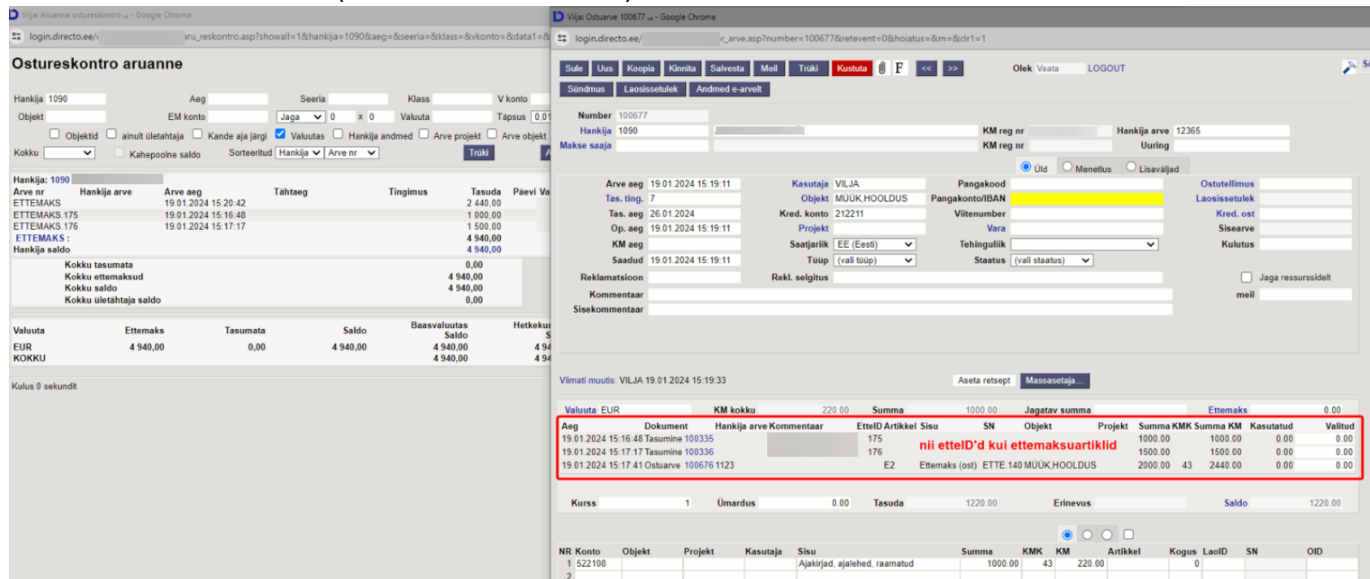 Vilja: Aruanne ostureskontro - Google Chrome
login.directo.ee/ aru_reskontro.asp?showall=1&hankija=1090&aeg=&seeria=&klass=&vkonto=&data1=&
Ostureskontro aruanne
Hankija 1090 Aeg Seeria Klass V konto
Objekt EM konto Jaga 0 x 0 Valuuta Täpsus 0.01
Objektid ainult ületahtaja Kande aja järgi Valuutas Hankija andmed Arve projekt Arve objekt
Kokku Kahepoolne saldo Sorteeritud Hankija Arve nr Trüki
Hankija: 1090
Arve nr Hankija arve Arve aeg Tähtaeg Tingimus Tasuda Päevi Va
ETTEMAKS 19.01.2024 15:20:42 2 440,00
ETTEMAKS.175 19.01.2024 15:16:48 1 000,00
ETTEMAKS.176 19.01.2024 15:17:17 1 500,00
ETTEMAKS : 4 940,00
Hankija saldo 4 940,00
Kokku tasumata 0,00
Kokku ettemaksud 4 940,00
Kokku saldo 4 940,00
Kokku ületähtaja saldo 0,00
Valuuta Ettemaks Tasumata Saldo Baasvaluutas Saldo Hetkeku
EUR 4 940,00 0,00 4 940,00 4 940,00 4 94
KOKKU 4 940,00 4 94
Kulus 0 sekundit
Vilja: Ostuarve 100677 - Google Chrome
login.directo.ee/ r_arve.asp?number=100677&retevent=0&hoiatus=&m=&clr1=1
Sule Uus Koopia Kinnita Salvesta Meil Trüki Kustuta F << >> Olek Vaata LOGOUT
Sündmus Laosissetulek Andmed e-arvelt
Number 100677
Hankija 1090 KM reg nr Hankija arve 12365
Makse saaja KM reg nr Uuring
Üld Menetlus Lisaväljad
Arve aeg 19.01.2024 15:19:11 Kasutaja VILJA Pangakood Ostutellimus
Tas. ting. 7 Objekt MÜÜK,HOOLDUS Pangakonto/IBAN Laosissetulek
Tas. aeg 26.01.2024 Kred. konto 212211 Viitenumber Kred. ost
Op. aeg 19.01.2024 15:19:11 Projekt Vara Sisearve
KM aeg Saatjariik EE (Eesti) Tehinguliik Kulutus
Saadud 19.01.2024 15:19:11 Tüüp (vali tüüp) Staatus (vali staatus)
Reklamatsioon Rekl. selgitus Jaga ressurssidelt
Kommentaar meil
Sisekommentaar
Viimati muutis: VILJA 19.01.2024 15:19:33 Aseta retsept Massasetaja...
Valuuta EUR KM kokku 220.00 Summa 1000.00 Jagatav summa Ettemaks 0.00
Aeg Dokument Hankija arve Kommentaar EtteID Artikkel Sisu SN Objekt Projekt Summa KMK Summa KM Kasutatud Valitud
19.01.2024 15:16:48 Tasumine 100335 175 1000.00 1000.00 0.00 0.00
nii etteID'd kui ettemaksuartiklid
19.01.2024 15:17:17 Tasumine 100336 176 1500.00 1500.00 0.00 0.00
19.01.2024 15:17:41 Ostuarve 100676 1123 E2 Ettemaks (ost) ETTE.140 MÜÜK,HOOLDUS 2000.00 43 2440.00 0.00 0.00
Kurss 1 Ümardus 0.00 Tasuda 1220.00 Erinevus Saldo 1220.00
NR Konto Objekt Projekt Kasutaja Sisu Summa KMK KM Artikkel Kogus LaoID SN OID
1 522108 Ajakirjad, ajalehed, raamatud 1000.00 43 220.00 0
2